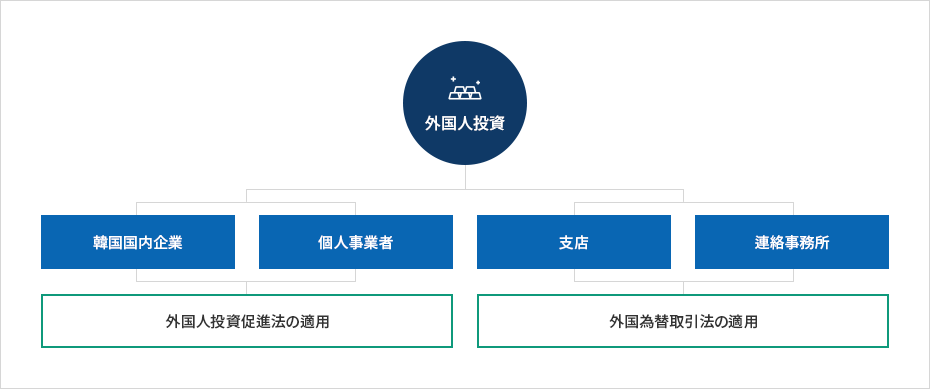 外国人投資
韓国国内企業
個人事業者
支店
連絡事務所
外国人投資促進法の適用
外国為替取引法の適用